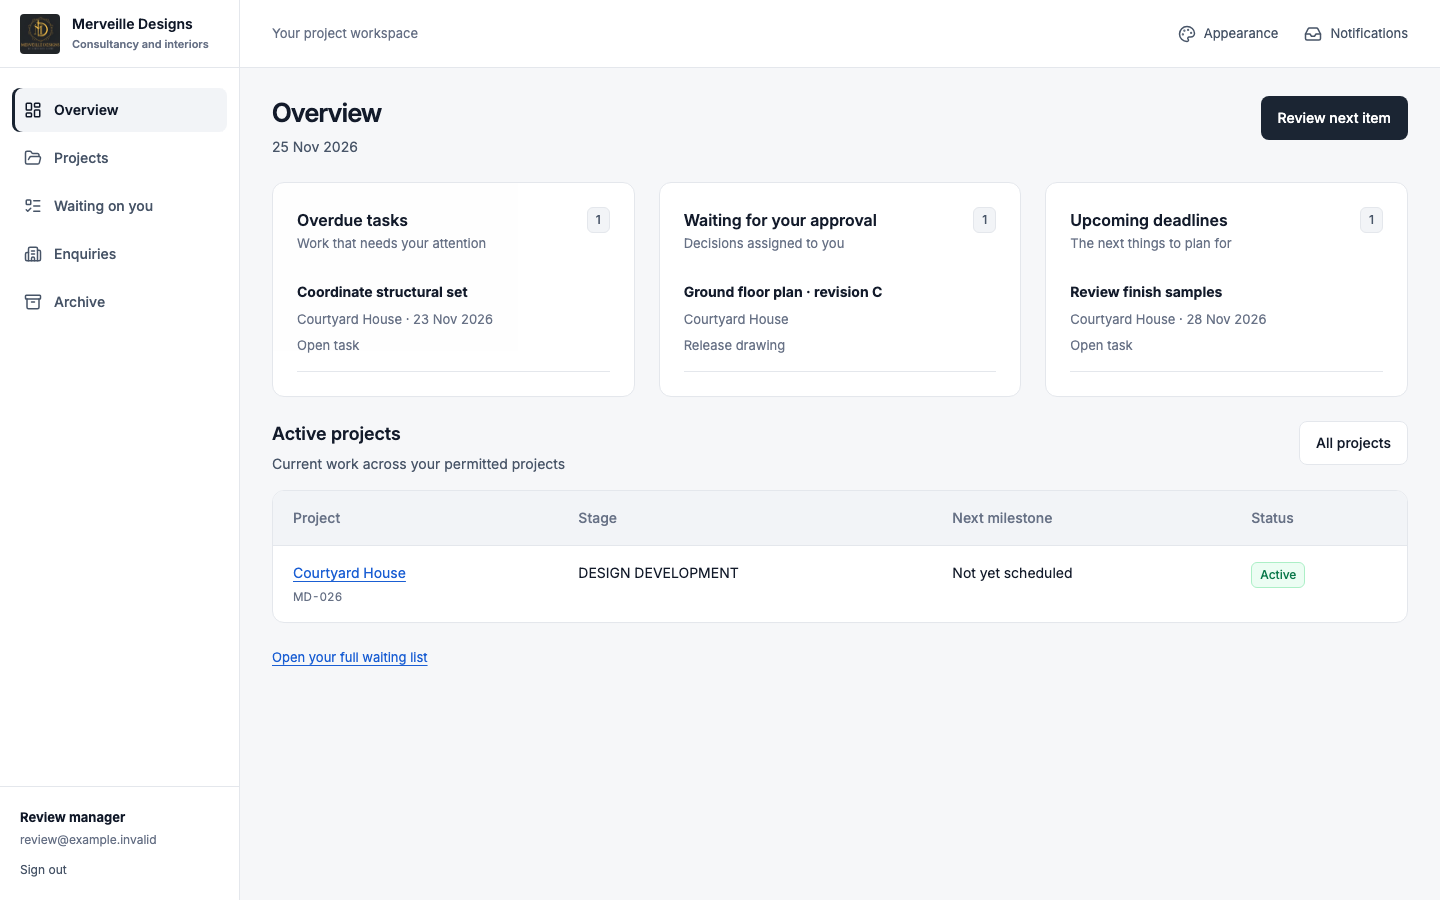 Merveille Designs
Consultancy and interiors
Your project workspace
Appearance
Notifications
Overview
Projects
Waiting on you
Enquiries
Archive
Overview
25 Nov 2026
Review next item
Overdue tasks
1
Work that needs your attention
Coordinate structural set
Courtyard House · 23 Nov 2026
Open task
Waiting for your approval
1
Decisions assigned to you
Ground floor plan · revision C
Courtyard House
Release drawing
Upcoming deadlines
1
The next things to plan for
Review finish samples
Courtyard House · 28 Nov 2026
Open task
Active projects
Current work across your permitted projects
All projects
Project Stage Next milestone Status
Courtyard House DESIGN DEVELOPMENT Not yet scheduled Active
MD-026
Open your full waiting list
Review manager
review@example.invalid
Sign out